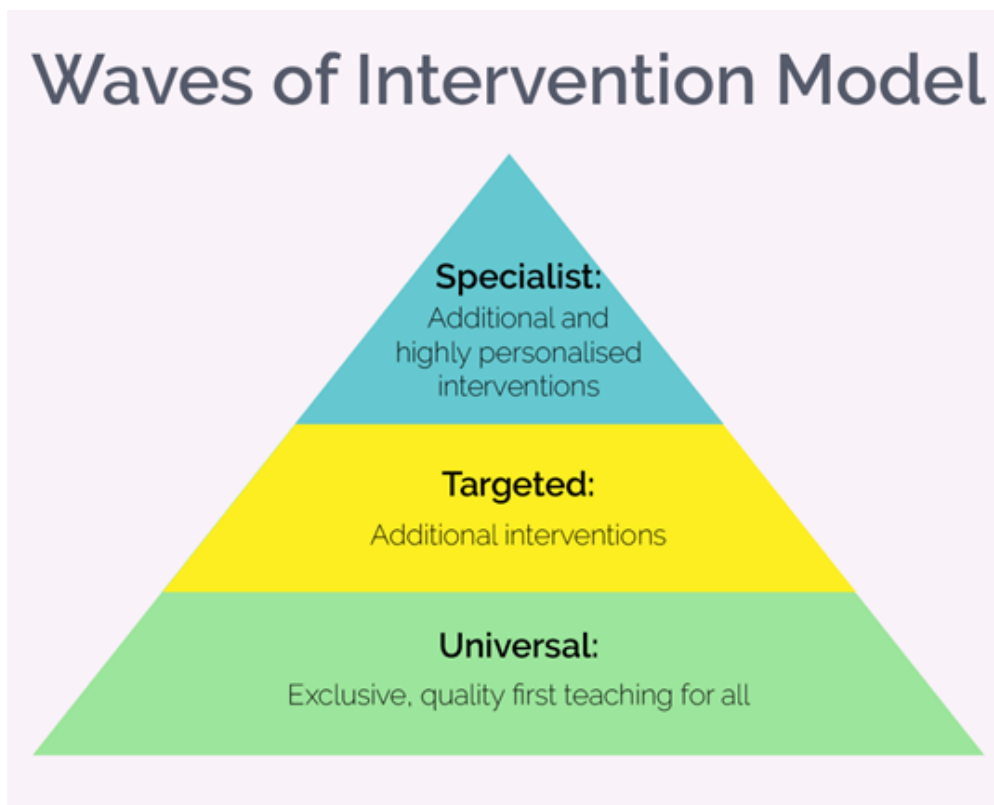 Waves of Intervention Model
Specialist:
Additional and
highly personalised
interventions
Targeted:
Additional interventions
Universal:
Exclusive, quality first teaching for all